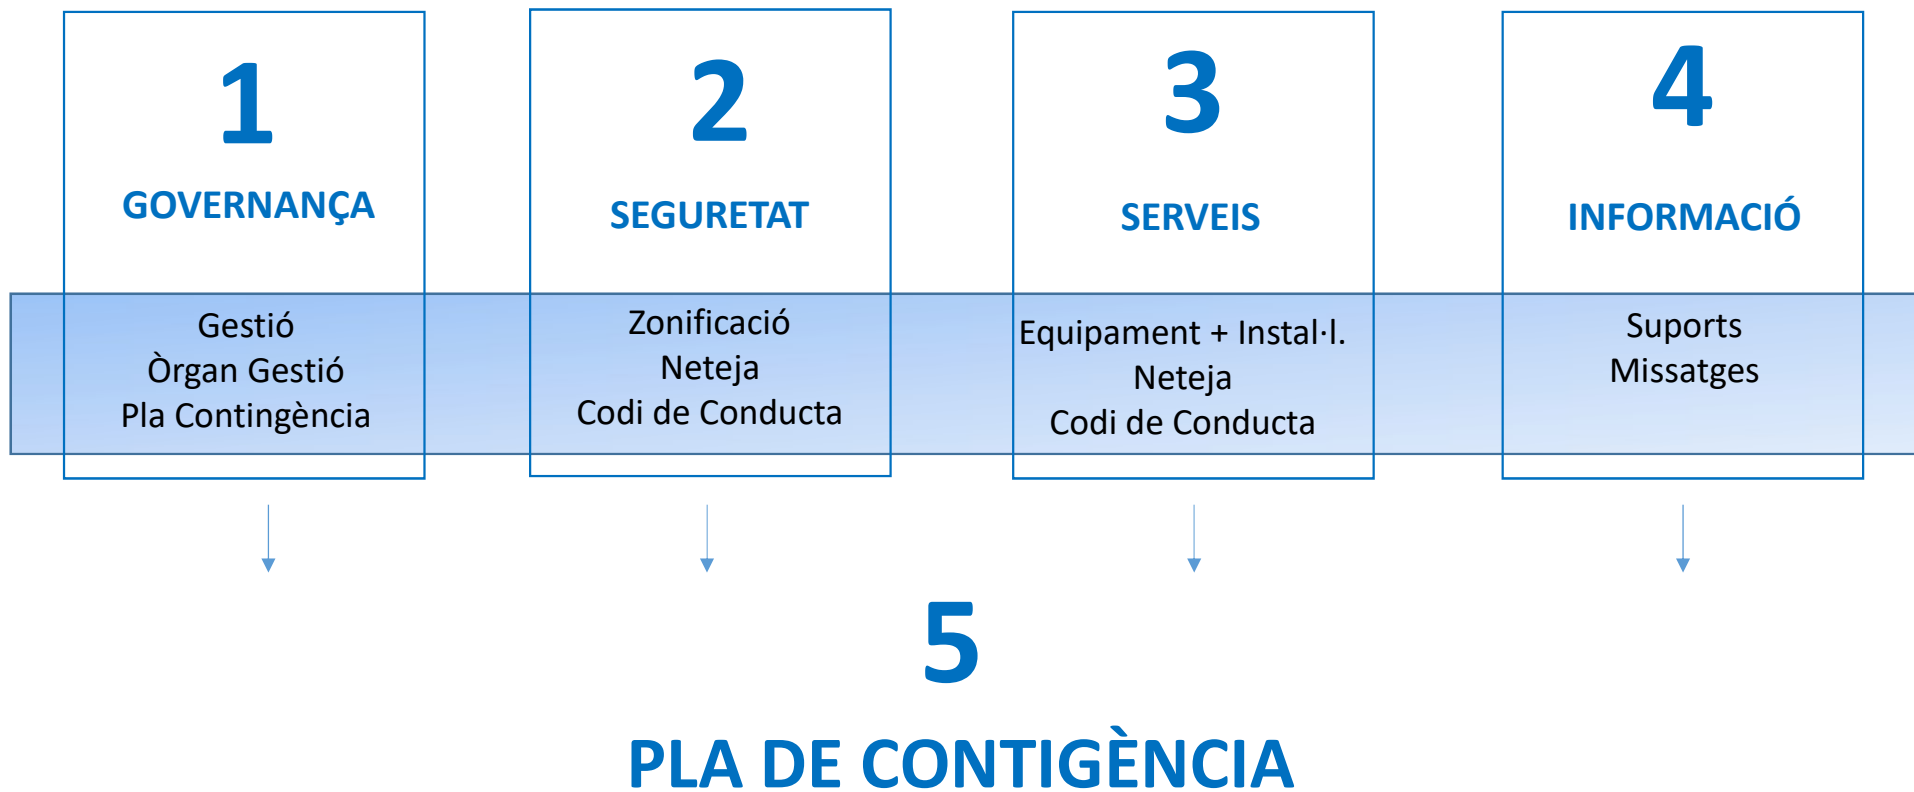 1
GOVERNANÇA
Gestió
Òrgan Gestió
Pla Contingència
2
SEGURETAT
Zonificació
Neteja
Codi de Conducta
3
SERVEIS
Equipament + Instal·l.
Neteja
Codi de Conducta
4
INFORMACIÓ
Suports
Missatges
5
PLA DE CONTIGÈNCIA